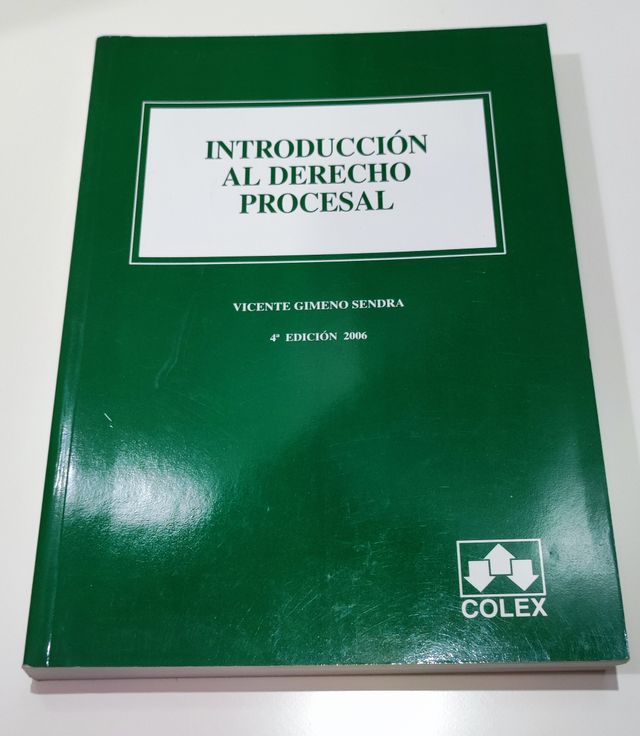 INTRODUCCIÓN
AL DERECHO
PROCESAL
VICENTE GIMENO SENDRA
4ª EDICIÓN 2006
COLEX